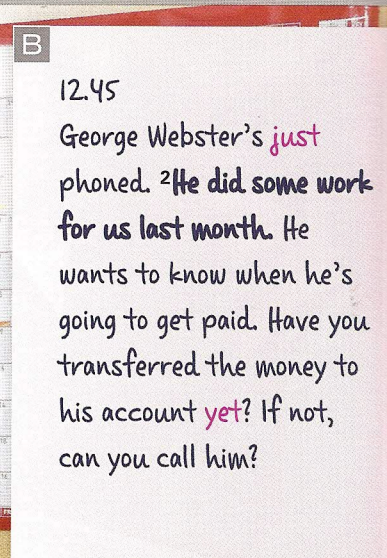 B
12.45
George Webster's just
phoned. ²He did some work
for us last month. He
wants to know when he's
going to get paid. Have you
transferred the money to
his account yet? If not,
can you call him?